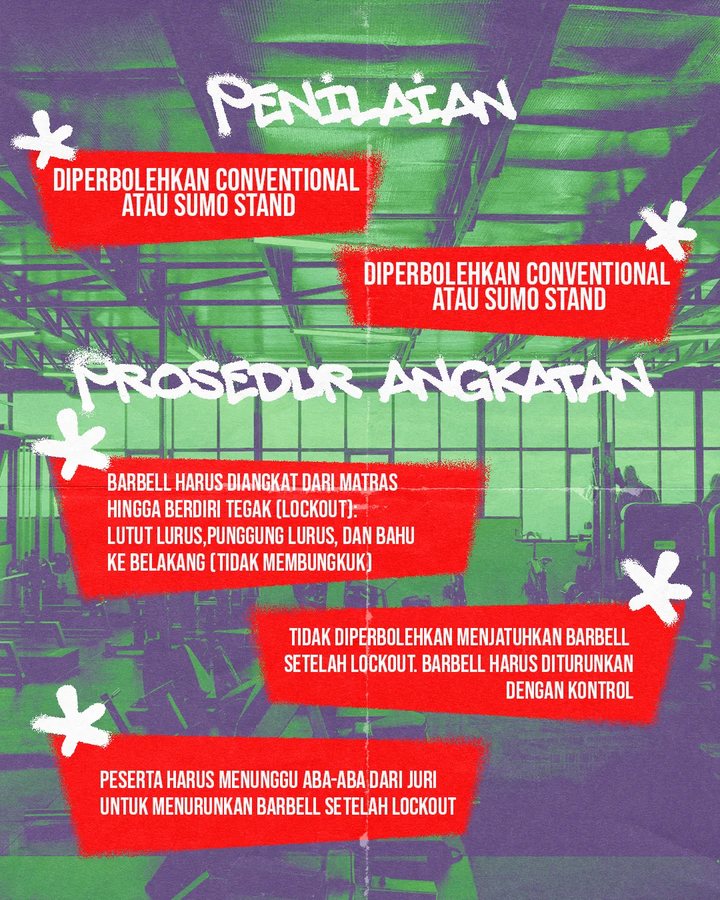 PENILAIAN
DIPERBOLEHKAN CONVENTIONAL
ATAU SUMO STAND
DIPERBOLEHKAN CONVENTIONAL
ATAU SUMO STAND
PROSEDUR ANGKATAN
BARBELL HARUS DIANGKAT DARI MATRAS
HINGGA BERDIRI TEGAK (LOCKOUT):
LUTUT LURUS,PUNGGUNG LURUS, DAN BAHU
KE BELAKANG (TIDAK MEMBUNGKUK)
TIDAK DIPERBOLEHKAN MENJATUHKAN BARBELL
SETELAH LOCKOUT. BARBELL HARUS DITURUNKAN
DENGAN KONTROL
PESERTA HARUS MENUNGGU ABA-ABA DARI JURI
UNTUK MENURUNKAN BARBELL SETELAH LOCKOUT